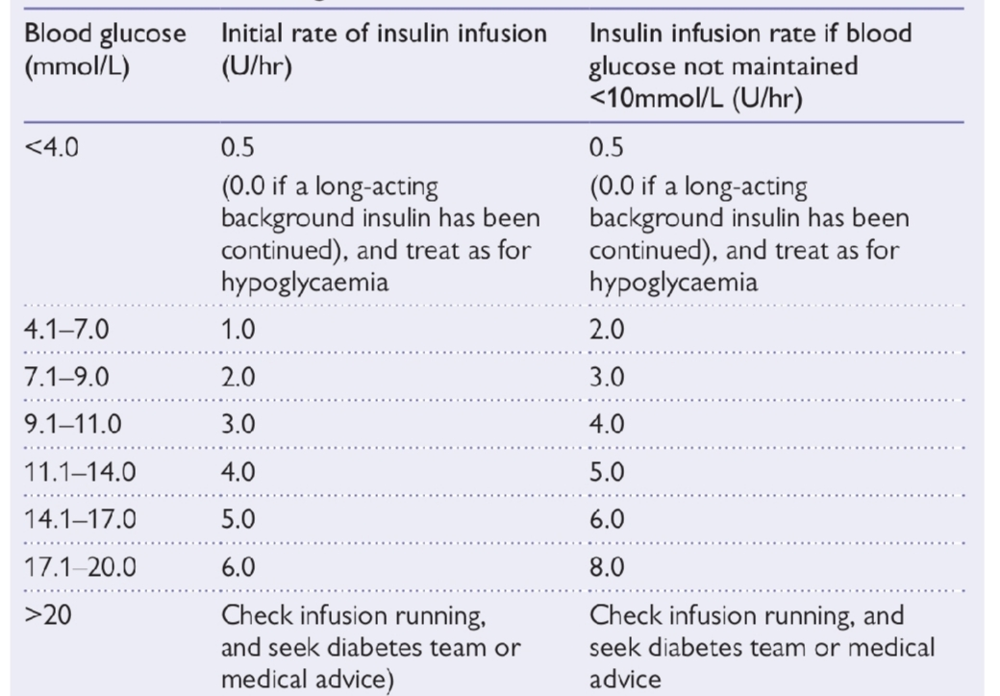 Blood glucose Initial rate of insulin infusion Insulin infusion rate if blood
(mmol/L) (U/hr) glucose not maintained
<10mmol/L (U/hr)
<4.0 0.5 0.5
(0.0 if a long-acting (0.0 if a long-acting
background insulin has been background insulin has been
continued), and treat as for continued), and treat as for
hypoglycaemia hypoglycaemia
4.1–7.0 1.0 2.0
7.1–9.0 2.0 3.0
9.1–11.0 3.0 4.0
11.1–14.0 4.0 5.0
14.1–17.0 5.0 6.0
17.1–20.0 6.0 8.0
>20 Check infusion running, Check infusion running, and
and seek diabetes team or seek diabetes team or medical
medical advice) advice